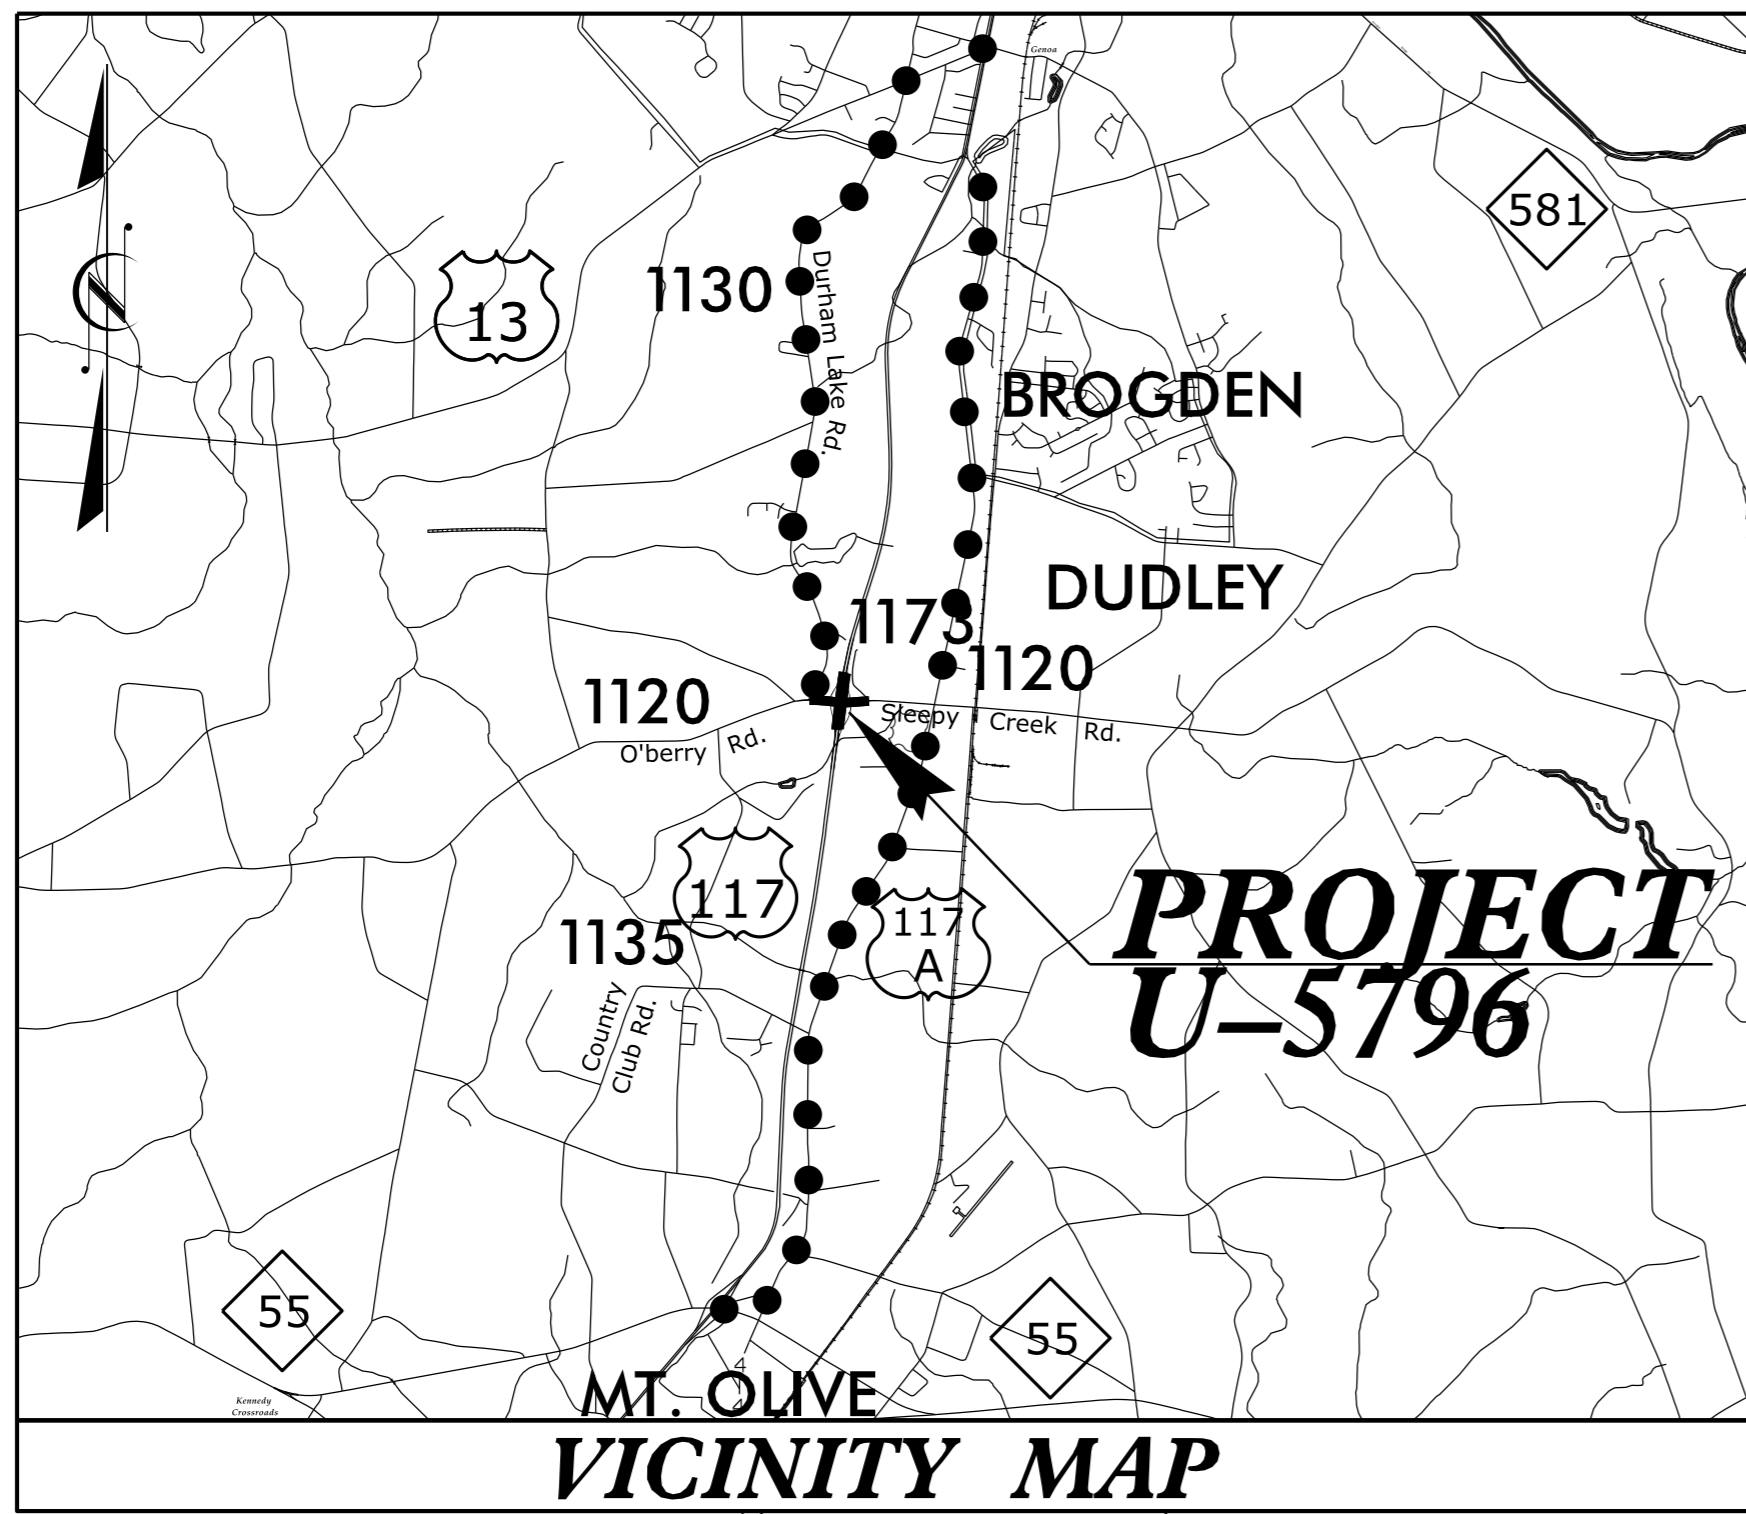 Genoa
581
N
13
1130
Durham Lake Rd.
BROGDEN
DUDLEY
1173
1120
1120
Sleepy Creek Rd.
O'berry Rd.
117
117
A
PROJECT
U–5796
1135
Country
Club Rd.
55
55
Kennedy
Crossroads
MT. OLIVE
VICINITY MAP